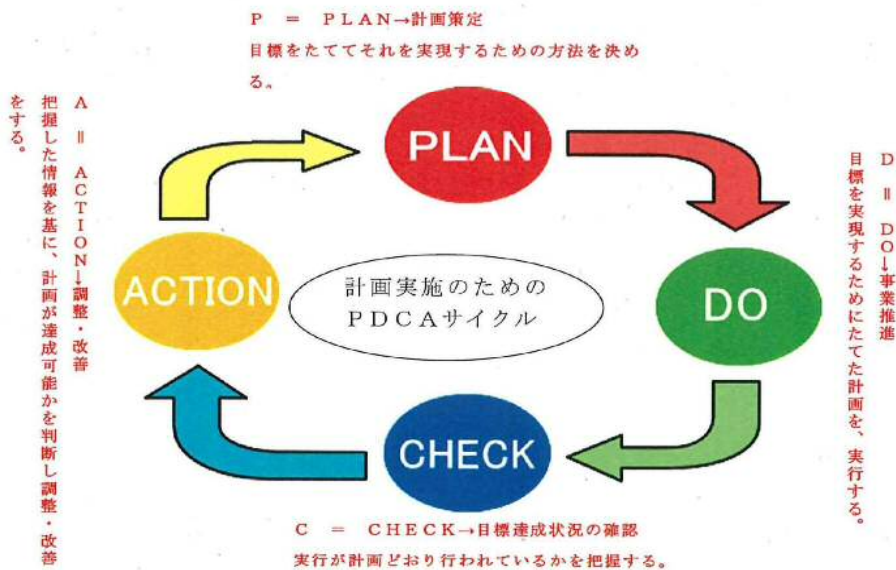 P = PLAN→計画策定
目標をたててそれを実現するための方法を決め
る。
PLAN
D = DO→事業推進
目標を実現するためにたてた計画を、実行する。
DO
C = CHECK→目標達成状況の確認
実行が計画どおり行われているかを把握する。
CHECK
A = ACTION→調整・改善
把握した情報を基に、計画が達成可能かを判断し調整・改善
をする。
ACTION
計画実施のための
PDCAサイクル